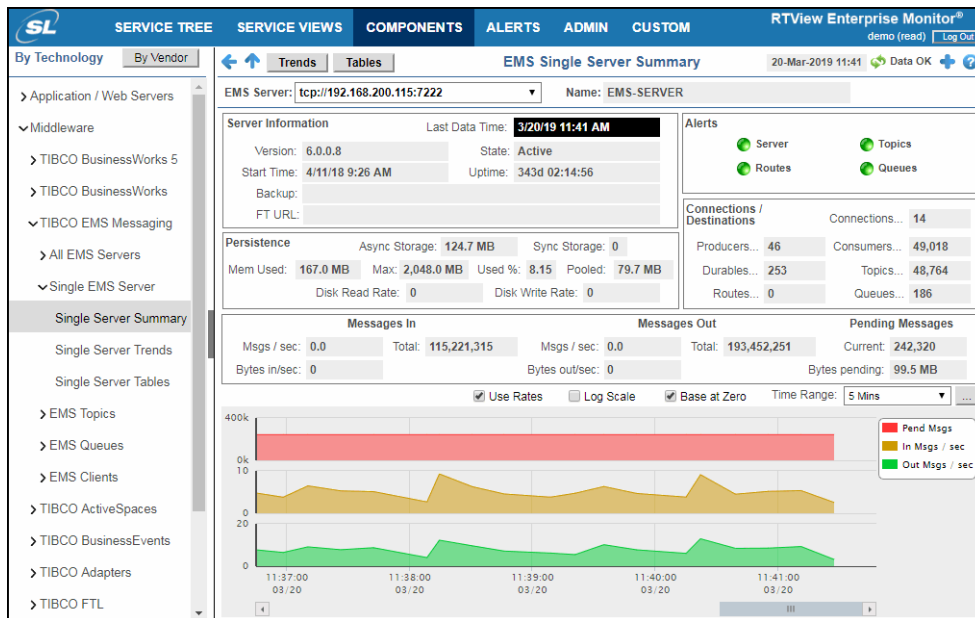 SL SERVICE TREE SERVICE VIEWS COMPONENTS ALERTS ADMIN CUSTOM RTView Enterprise Monitor®
demo (read) Log Out
By Technology By Vendor
Application / Web Servers
Middleware
TIBCO BusinessWorks 5
TIBCO BusinessWorks
TIBCO EMS Messaging
All EMS Servers
Single EMS Server
Single Server Summary
Single Server Trends
Single Server Tables
EMS Topics
EMS Queues
EMS Clients
TIBCO ActiveSpaces
TIBCO BusinessEvents
TIBCO Adapters
TIBCO FTL
Trends Tables EMS Single Server Summary 20-Mar-2019 11:41 Data OK
EMS Server: tcp://192.168.200.115:7222 Name: EMS-SERVER
Server Information Last Data Time: 3/20/19 11:41 AM
Version: 6.0.0.8 State: Active
Start Time: 4/11/18 9:26 AM Uptime: 343d 02:14:56
Backup:
FT URL:
Alerts
Server Topics
Routes Queues
Persistence Async Storage: 124.7 MB Sync Storage: 0
Mem Used: 167.0 MB Max: 2,048.0 MB Used %: 8.15 Pooled: 79.7 MB
Disk Read Rate: 0 Disk Write Rate: 0
Connections /
Destinations Connections... 14
Producers... 46 Consumers... 49,018
Durables... 253 Topics... 48,764
Routes... 0 Queues... 186
Messages In Messages Out Pending Messages
Msgs / sec: 0.0 Total: 115,221,315 Msgs / sec: 0.0 Total: 193,452,251 Current: 242,320
Bytes in/sec: 0 Bytes out/sec: 0 Bytes pending: 99.5 MB
Use Rates Log Scale Base at Zero Time Range: 5 Mins ...
400k
0k
10
0
20
0
Pend Msgs
In Msgs / sec
Out Msgs / sec
11:37:00 11:38:00 11:39:00 11:40:00 11:41:00
03/20 03/20 03/20 03/20 03/20